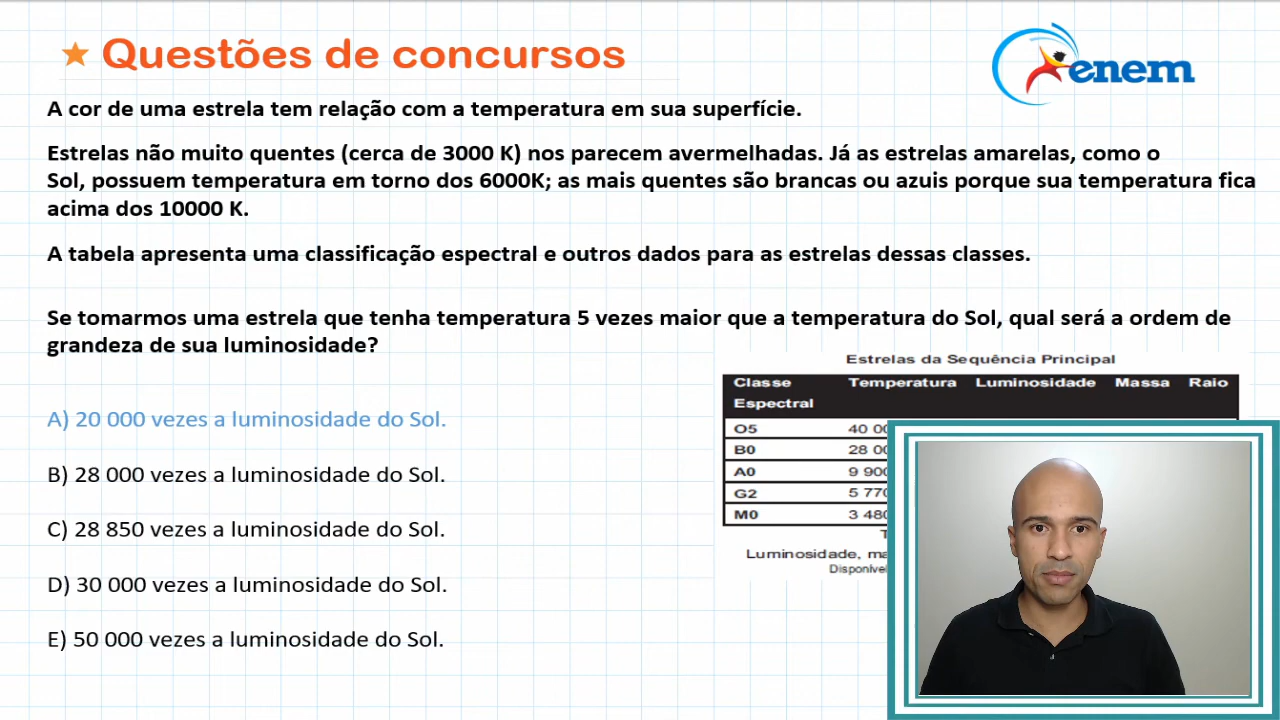 Questões de concursos
enem
A cor de uma estrela tem relação com a temperatura em sua superfície.
Estrelas não muito quentes (cerca de 3000 K) nos parecem avermelhadas. Já as estrelas amarelas, como o
Sol, possuem temperatura em torno dos 6000K; as mais quentes são brancas ou azuis porque sua temperatura fica
acima dos 10000 K.
A tabela apresenta uma classificação espectral e outros dados para as estrelas dessas classes.
Se tomarmos uma estrela que tenha temperatura 5 vezes maior que a temperatura do Sol, qual será a ordem de
grandeza de sua luminosidade?
A) 20 000 vezes a luminosidade do Sol.
B) 28 000 vezes a luminosidade do Sol.
C) 28 850 vezes a luminosidade do Sol.
D) 30 000 vezes a luminosidade do Sol.
E) 50 000 vezes a luminosidade do Sol.
Estrelas da Sequência Principal
Classe Temperatura Luminosidade Massa Raio
Espectral
O5 40
B0 28
A0 9
G2 5
M0 3
Luminosidade,